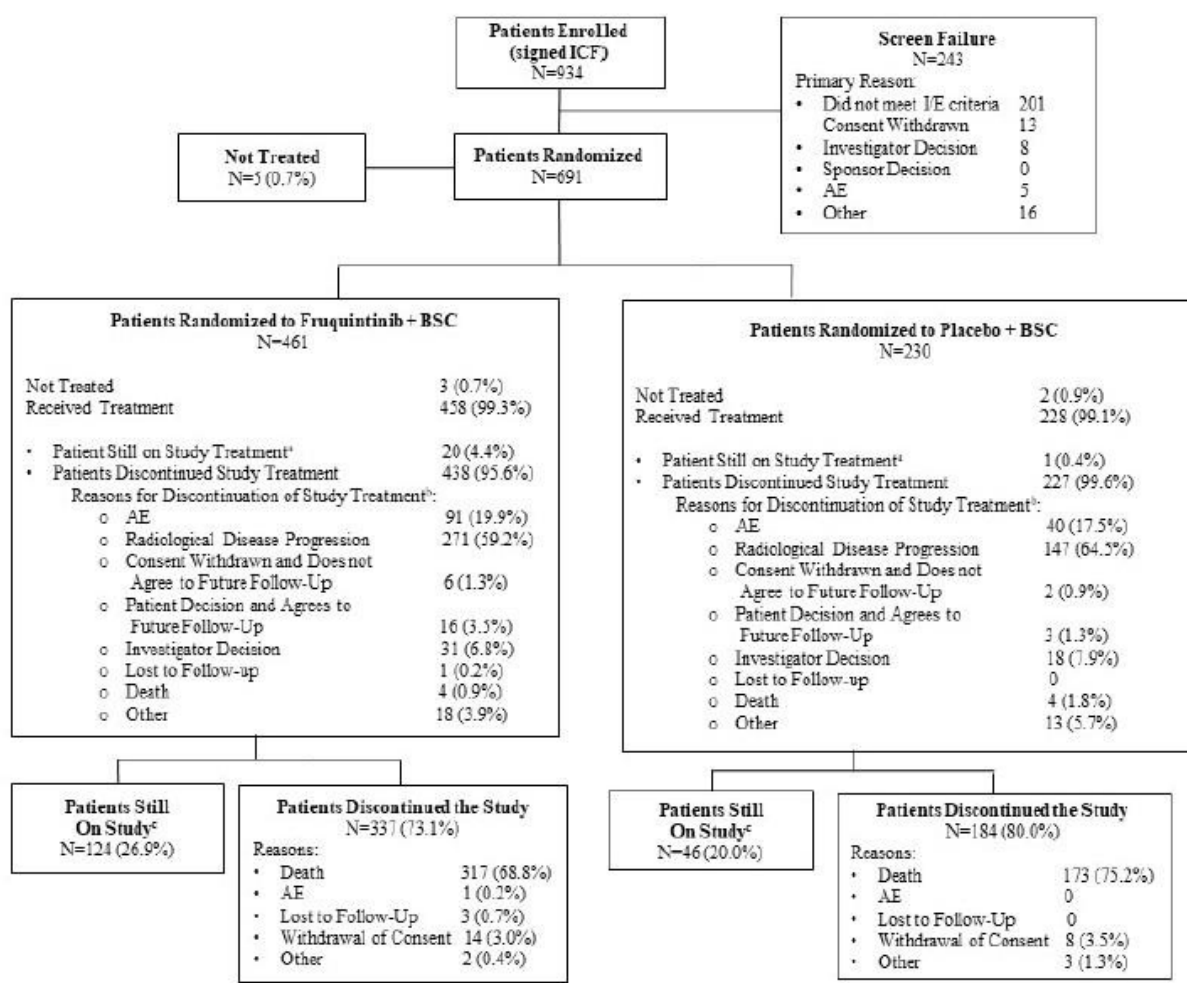 Patients Enrolled
(signed ICF)
N=934
Screen Failure
N=243
Primary Reason:
• Did not meet I/E criteria 201
Consent Withdrawn 13
• Investigator Decision 8
• Sponsor Decision 0
• AE 5
• Other 16
Not Treated
N=5 (0.7%)
Patients Randomized
N=691
Patients Randomized to Fruquintinib + BSC
N=461
Not Treated 3 (0.7%)
Received Treatment 458 (99.3%)
• Patient Still on Study Treatmentᵃ 20 (4.4%)
• Patients Discontinued Study Treatment 438 (95.6%)
Reasons for Discontinuation of Study Treatmentᵇ:
o AE 91 (19.9%)
o Radiological Disease Progression 271 (59.2%)
o Consent Withdrawn and Does not
Agree to Future Follow-Up 6 (1.3%)
o Patient Decision and Agrees to
Future Follow-Up 16 (3.5%)
o Investigator Decision 31 (6.8%)
o Lost to Follow-up 1 (0.2%)
o Death 4 (0.9%)
o Other 18 (3.9%)
Patients Randomized to Placebo + BSC
N=230
Not Treated 2 (0.9%)
Received Treatment 228 (99.1%)
• Patient Still on Study Treatmentᵃ 1 (0.4%)
• Patients Discontinued Study Treatment 227 (99.6%)
Reasons for Discontinuation of Study Treatmentᵇ:
o AE 40 (17.5%)
o Radiological Disease Progression 147 (64.5%)
o Consent Withdrawn and Does not
Agree to Future Follow-Up 2 (0.9%)
o Patient Decision and Agrees to
Future Follow-Up 3 (1.3%)
o Investigator Decision 18 (7.9%)
o Lost to Follow-up 0
o Death 4 (1.8%)
o Other 13 (5.7%)
Patients Still
On Studyᶜ
N=124 (26.9%)
Patients Discontinued the Study
N=337 (73.1%)
Reasons:
• Death 317 (68.8%)
• AE 1 (0.2%)
• Lost to Follow-Up 3 (0.7%)
• Withdrawal of Consent 14 (3.0%)
• Other 2 (0.4%)
Patients Still
On Studyᶜ
N=46 (20.0%)
Patients Discontinued the Study
N=184 (80.0%)
Reasons:
• Death 173 (75.2%)
• AE 0
• Lost to Follow-Up 0
• Withdrawal of Consent 8 (3.5%)
• Other 3 (1.3%)